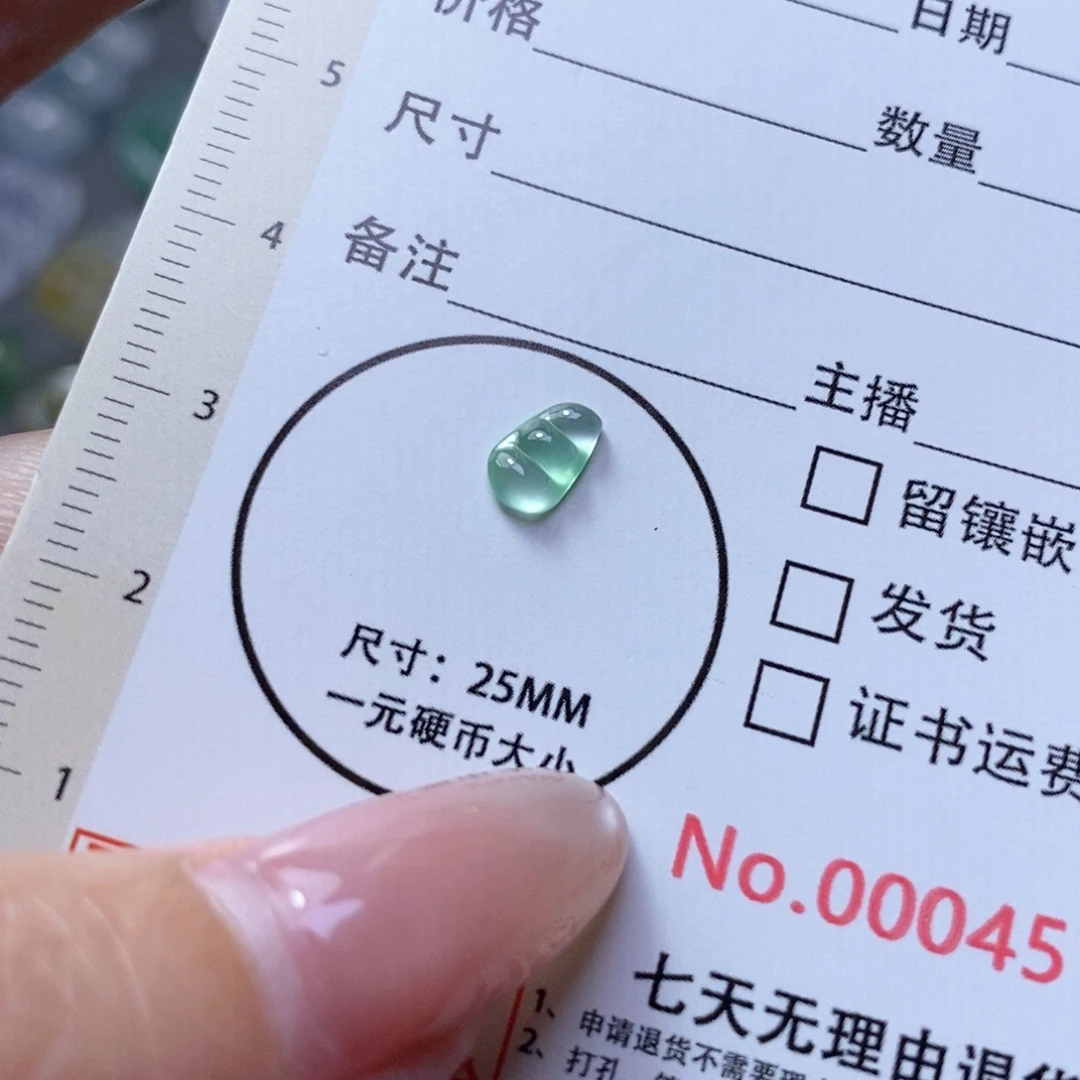 价格 日期
尺寸 数量
备注
主播
留镶嵌
发货
证书运费
尺寸：25MM
一元硬币大小
5
4
3
2
1
No.00045
七天无理由退
1、申请退货不需要理
2、打孔